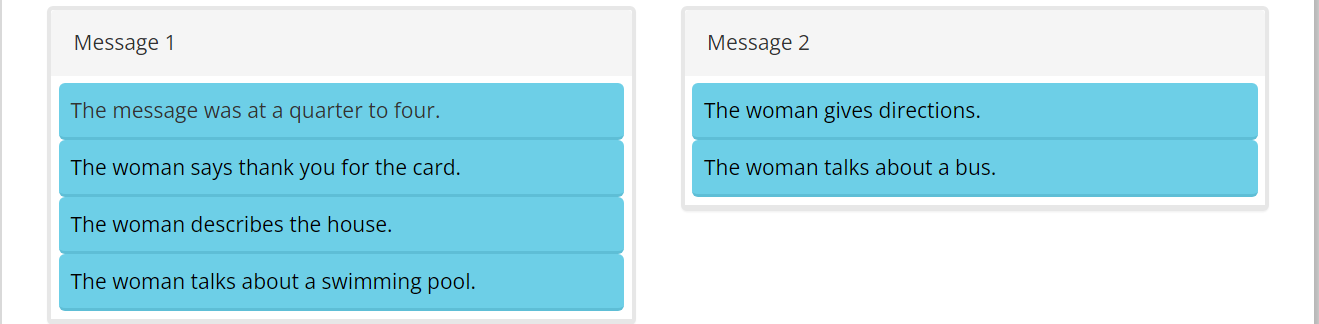 Message 1
The message was at a quarter to four.
The woman says thank you for the card.
The woman describes the house.
The woman talks about a swimming pool.
Message 2
The woman gives directions.
The woman talks about a bus.